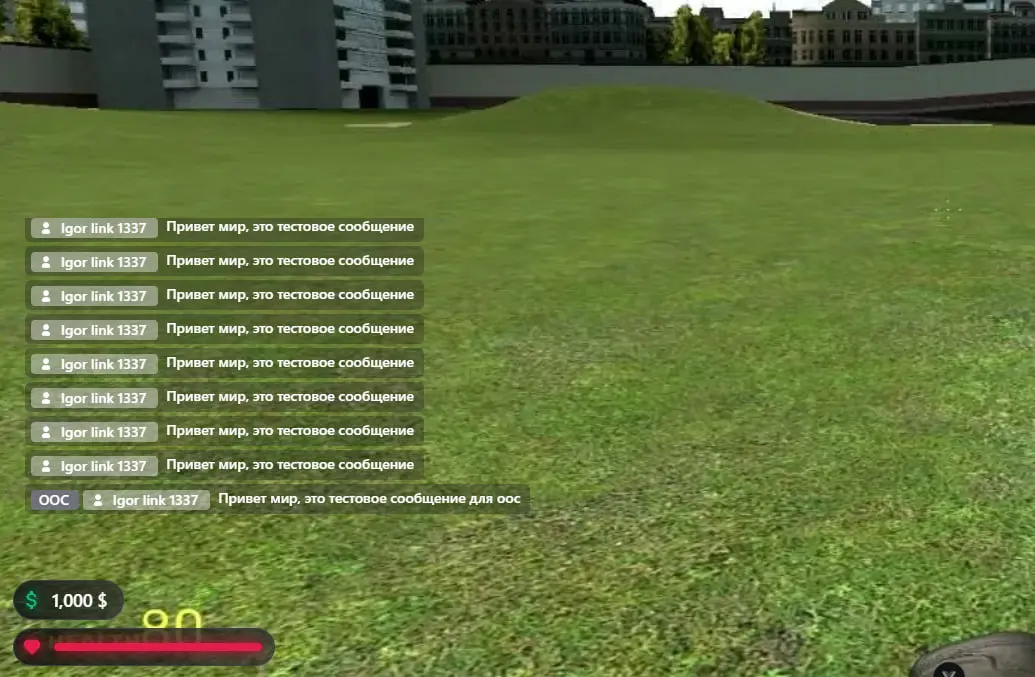 Igor link 1337 Привет мир, это тестовое сообщение
Igor link 1337 Привет мир, это тестовое сообщение
Igor link 1337 Привет мир, это тестовое сообщение
Igor link 1337 Привет мир, это тестовое сообщение
Igor link 1337 Привет мир, это тестовое сообщение
Igor link 1337 Привет мир, это тестовое сообщение
Igor link 1337 Привет мир, это тестовое сообщение
Igor link 1337 Привет мир, это тестовое сообщение
OOC Igor link 1337 Привет мир, это тестовое сообщение для оос
$ 1,000 $
HEALTH 80